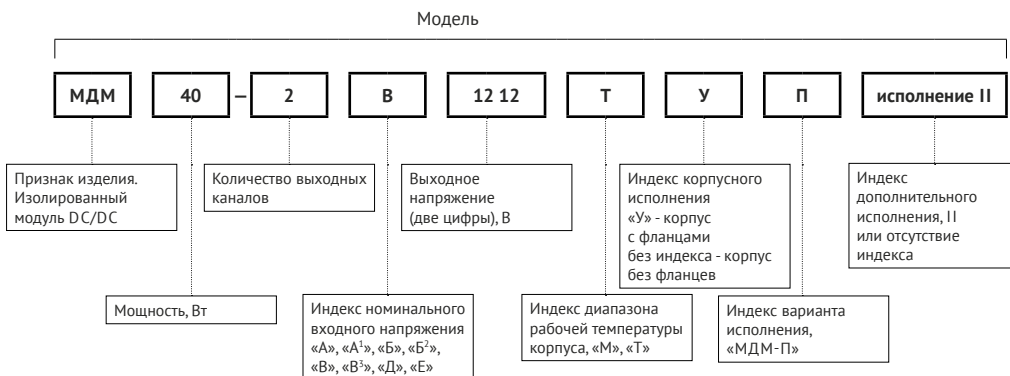 Модель
МДМ 40 — 2 В 12 12 Т У П исполнение II
Признак изделия.
Изолированный
модуль DC/DC
Количество выходных
каналов
Выходное
напряжение
(две цифры), В
Индекс корпусного
исполнения
«У» - корпус
с фланцами
без индекса - корпус
без фланцев
Индекс
дополнительного
исполнения, II
или отсутствие
индекса
Мощность, Вт
Индекс номинального
входного напряжения
«А», «А¹», «Б», «Б²»,
«В», «В³», «Д», «Е»
Индекс диапазона
рабочей температуры
корпуса, «М», «Т»
Индекс варианта
исполнения,
«МДМ-П»